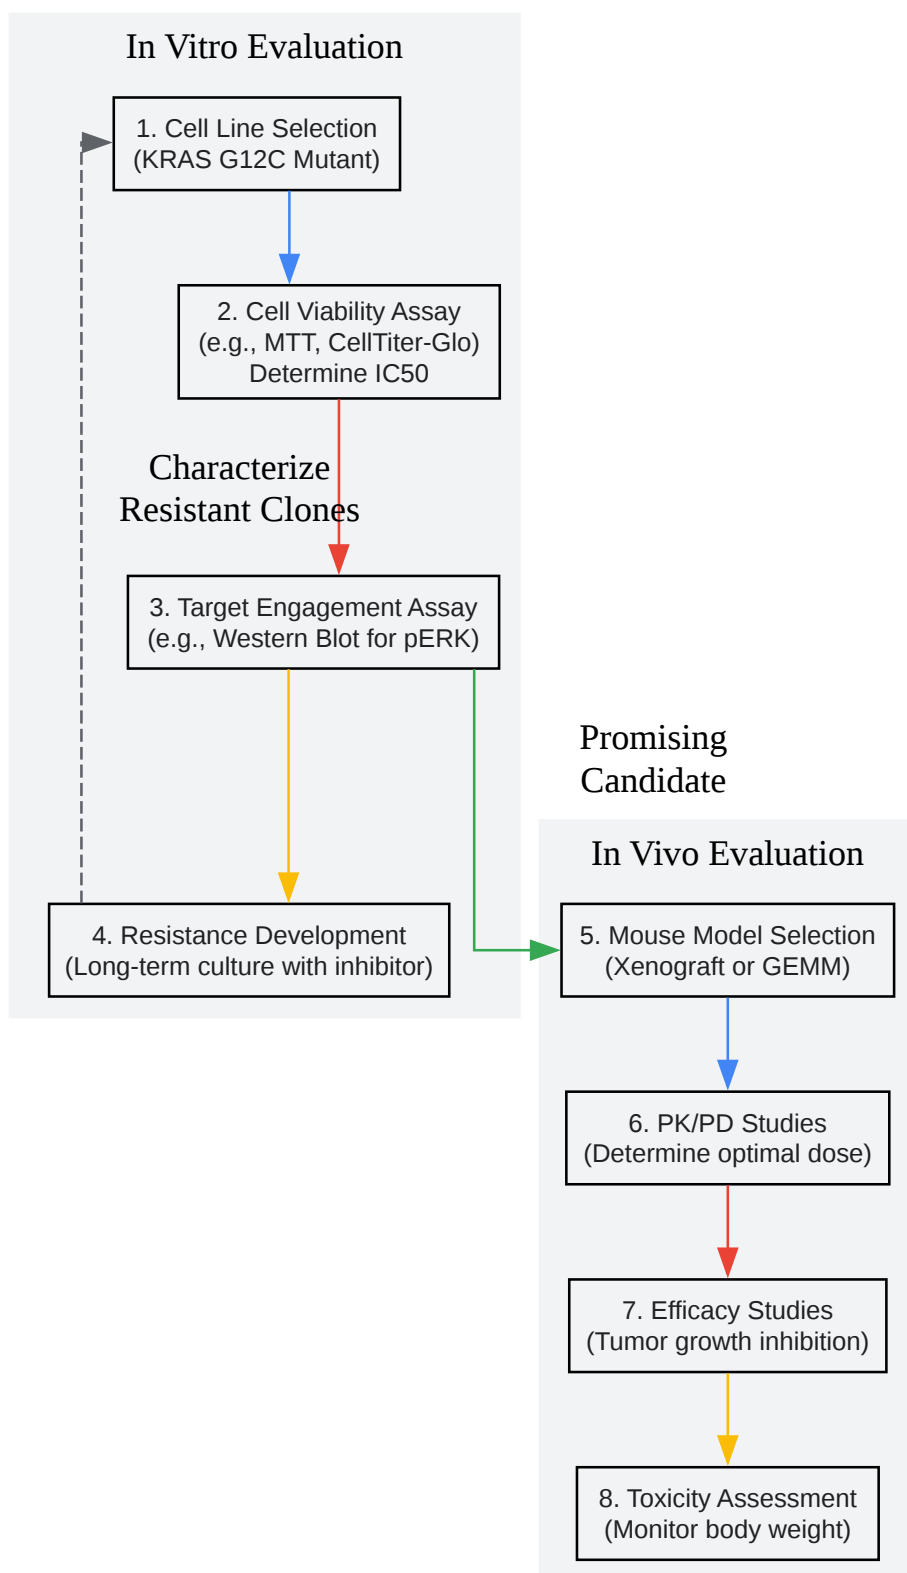 In Vitro Evaluation
1. Cell Line Selection
(KRAS G12C Mutant)
2. Cell Viability Assay
(e.g., MTT, CellTiter-Glo)
Determine IC50
Characterize
Resistant Clones
3. Target Engagement Assay
(e.g., Western Blot for pERK)
4. Resistance Development
(Long-term culture with inhibitor)
Promising
Candidate
In Vivo Evaluation
5. Mouse Model Selection
(Xenograft or GEMM)
6. PK/PD Studies
(Determine optimal dose)
7. Efficacy Studies
(Tumor growth inhibition)
8. Toxicity Assessment
(Monitor body weight)